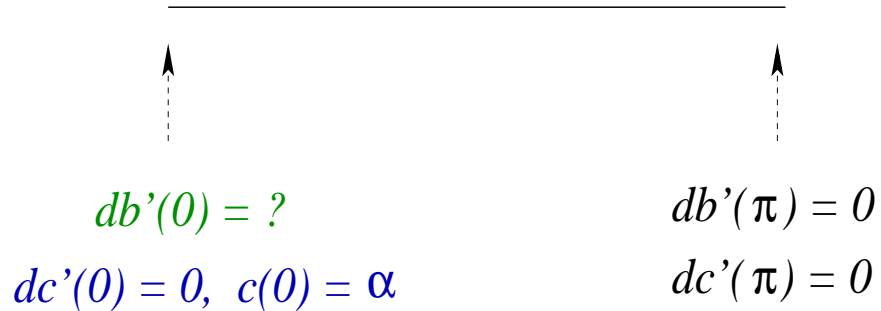 db’(0) = ?
dc’(0) = 0, c(0) = α
db’(π) = 0
dc’(π) = 0